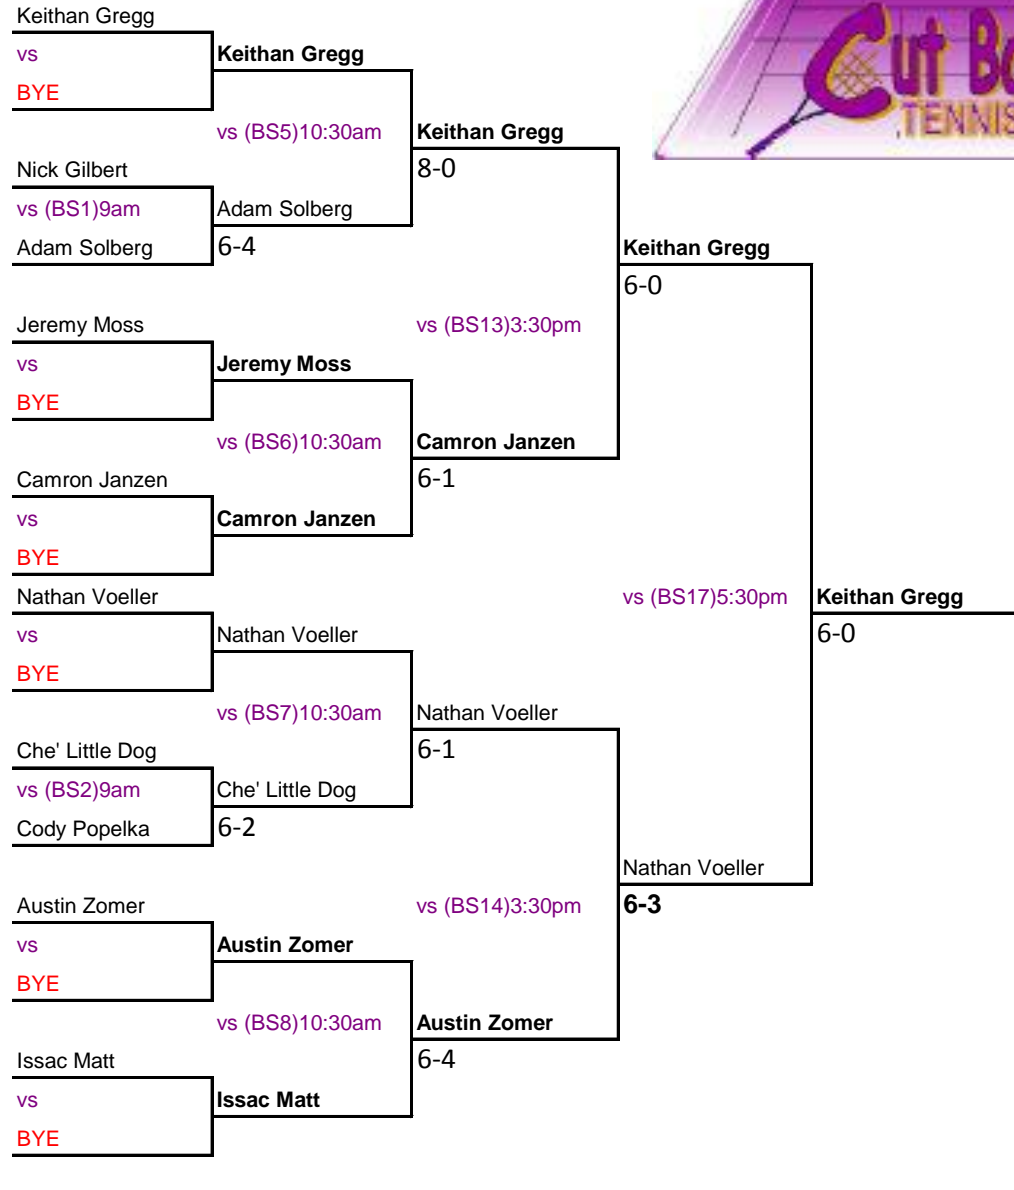 Keithan Gregg
vs
Keithan Gregg
BYE
vs (BS5)10:30am
Keithan Gregg
Nick Gilbert
8-0
vs (BS1)9am
Adam Solberg
Adam Solberg
6-4
Keithan Gregg
6-0
Jeremy Moss
vs (BS13)3:30pm
vs
Jeremy Moss
BYE
vs (BS6)10:30am
Camron Janzen
Camron Janzen
6-1
vs
Camron Janzen
BYE
Nathan Voeller
vs (BS17)5:30pm
Keithan Gregg
vs
Nathan Voeller
6-0
BYE
vs (BS7)10:30am
Nathan Voeller
Che' Little Dog
6-1
vs (BS2)9am
Che' Little Dog
Cody Popelka
6-2
Nathan Voeller
Austin Zomer
vs (BS14)3:30pm
6-3
vs
Austin Zomer
BYE
vs (BS8)10:30am
Austin Zomer
Issac Matt
6-4
vs
Issac Matt
BYE
Cut
TENNIS